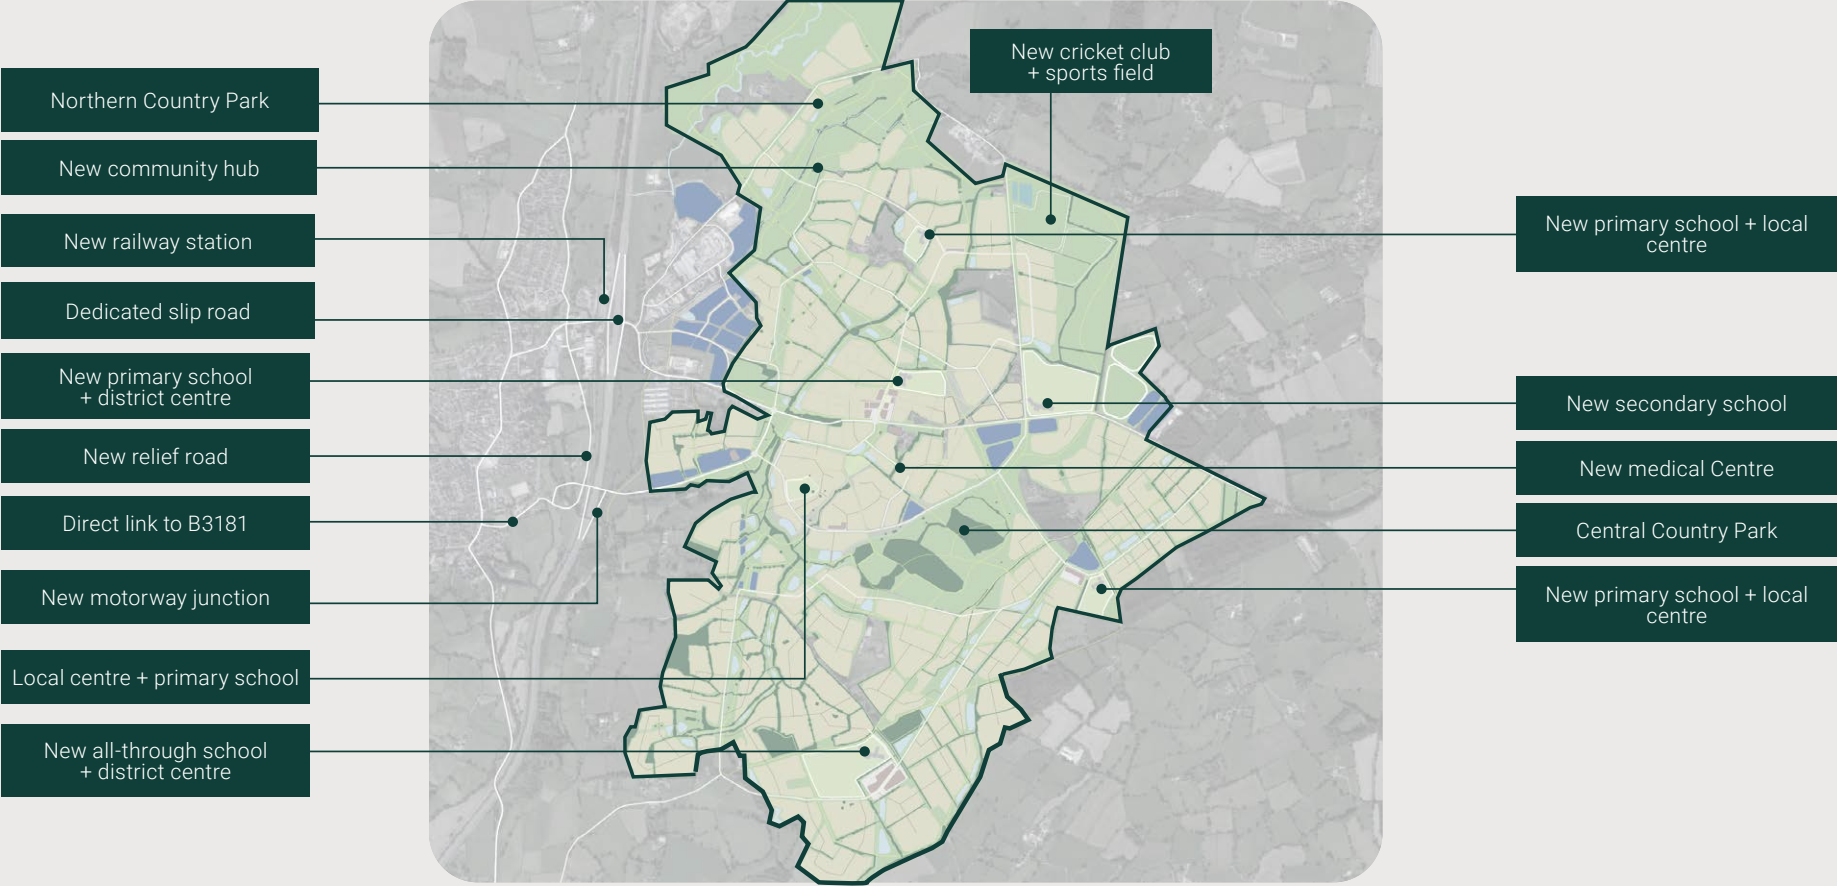 New cricket club
+ sports field
Northern Country Park
New community hub
New railway station
Dedicated slip road
New primary school
+ district centre
New relief road
Direct link to B3181
New motorway junction
Local centre + primary school
New all-through school
+ district centre
New primary school + local
centre
New secondary school
New medical Centre
Central Country Park
New primary school + local
centre